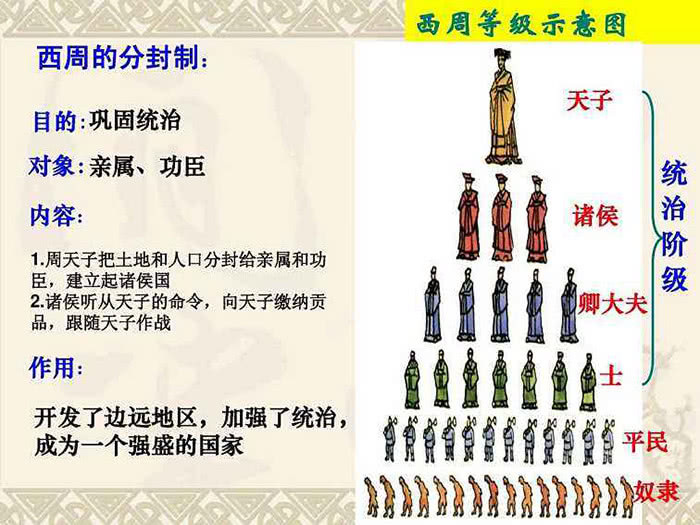 西周等级示意图
西周的分封制：
目的：巩固统治
对象：亲属、功臣
内容：
1.周天子把土地和人口分封给亲属和功
臣，建立起诸侯国
2.诸侯听从天子的命令，向天子缴纳贡
品，跟随天子作战
作用：
开发了边远地区，加强了统治，
成为一个强盛的国家
天子
诸侯
卿大夫
士
平民
奴隶
统治阶级